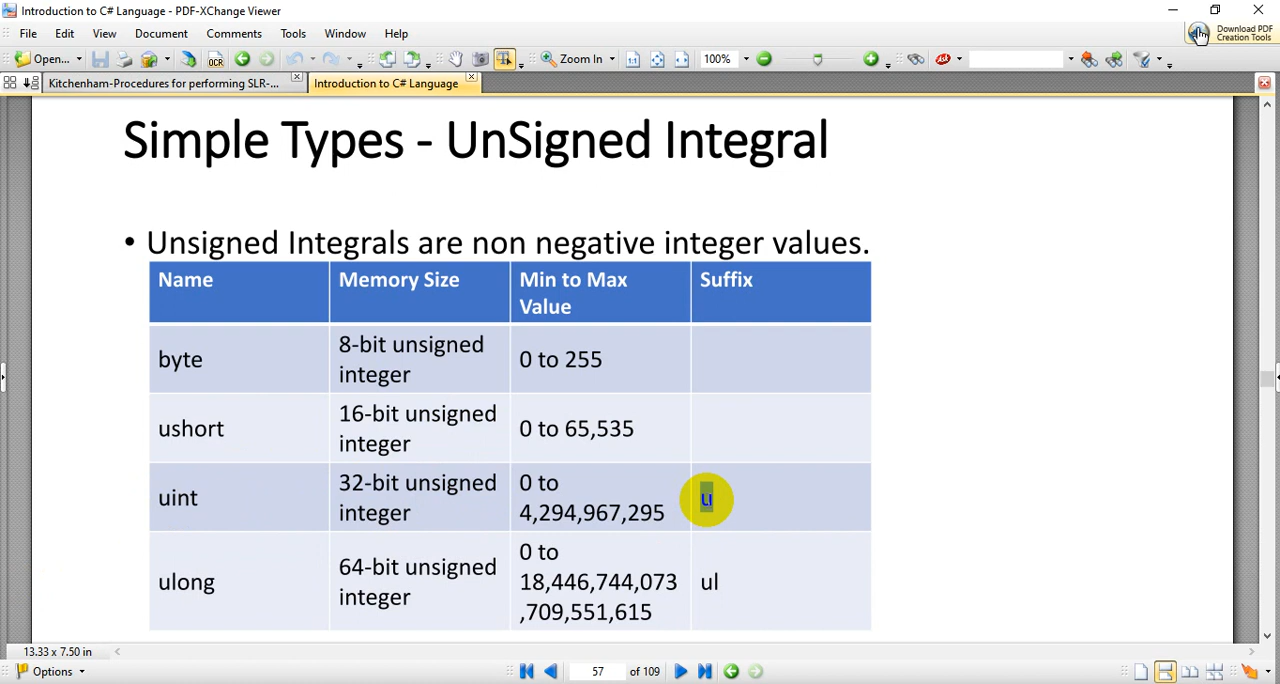 Introduction to C# Language - PDF-XChange Viewer
File Edit View Document Comments Tools Window Help
Download PDF
Creation Tools
Open... OCR Zoom In 100%
Kitchenham-Procedures for performing SLR-... Introduction to C# Language
Simple Types - UnSigned Integral
• Unsigned Integrals are non negative integer values.
Name Memory Size Min to Max Suffix
Value
byte 8-bit unsigned 0 to 255
integer
ushort 16-bit unsigned 0 to 65,535
integer
uint 32-bit unsigned 0 to u
integer 4,294,967,295
ulong 64-bit unsigned 0 to ul
integer 18,446,744,073
,709,551,615
13.33 x 7.50 in
Options 57 of 109